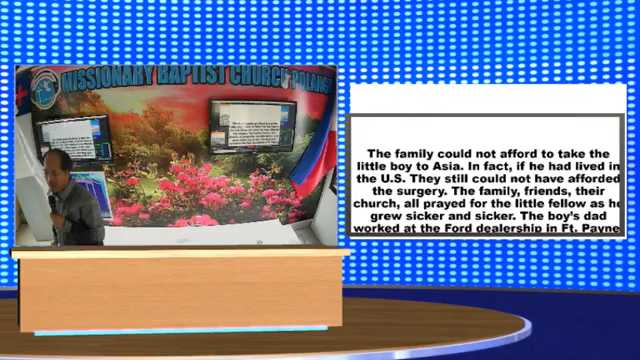 MISSIONARY BAPTIST CHURCH POLANGUI
The family could not afford to take the
little boy to Asia. In fact, if he had lived in
the U.S. They still could not have afforded
the surgery. The family, friends, their
church, all prayed for the little fellow as he
grew sicker and sicker. The boy's dad
worked at the Ford dealership in Ft. Payne